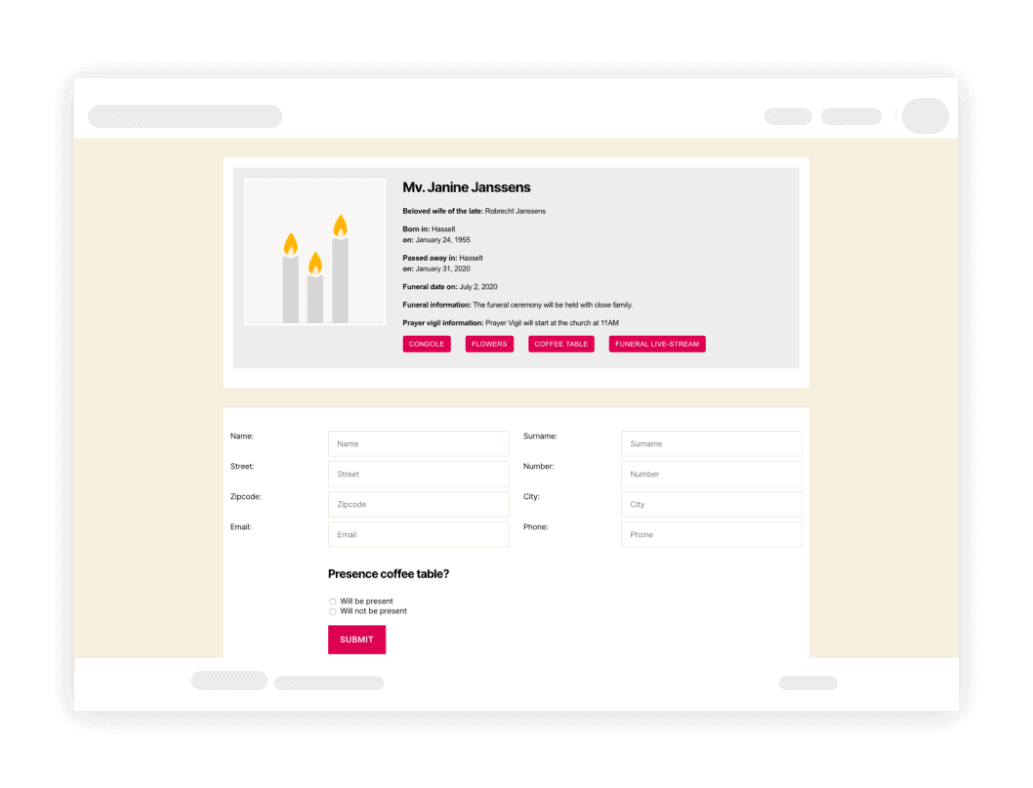 Mv. Janine Janssens
Beloved wife of the late: Robrecht Janssens
Born in: Hasselt
on: January 24, 1955
Passed away in: Hasselt
on: January 31, 2020
Funeral date on: July 2, 2020
Funeral information: The funeral ceremony will be held with close family.
Prayer vigil information: Prayer Vigil will start at the church at 11AM
CONDOLE FLOWERS COFFEE TABLE FUNERAL LIVE-STREAM
Name: Name Surname: Surname
Street: Street Number: Number
Zipcode: Zipcode City: City
Email: Email Phone: Phone
Presence coffee table?
Will be present
Will not be present
SUBMIT